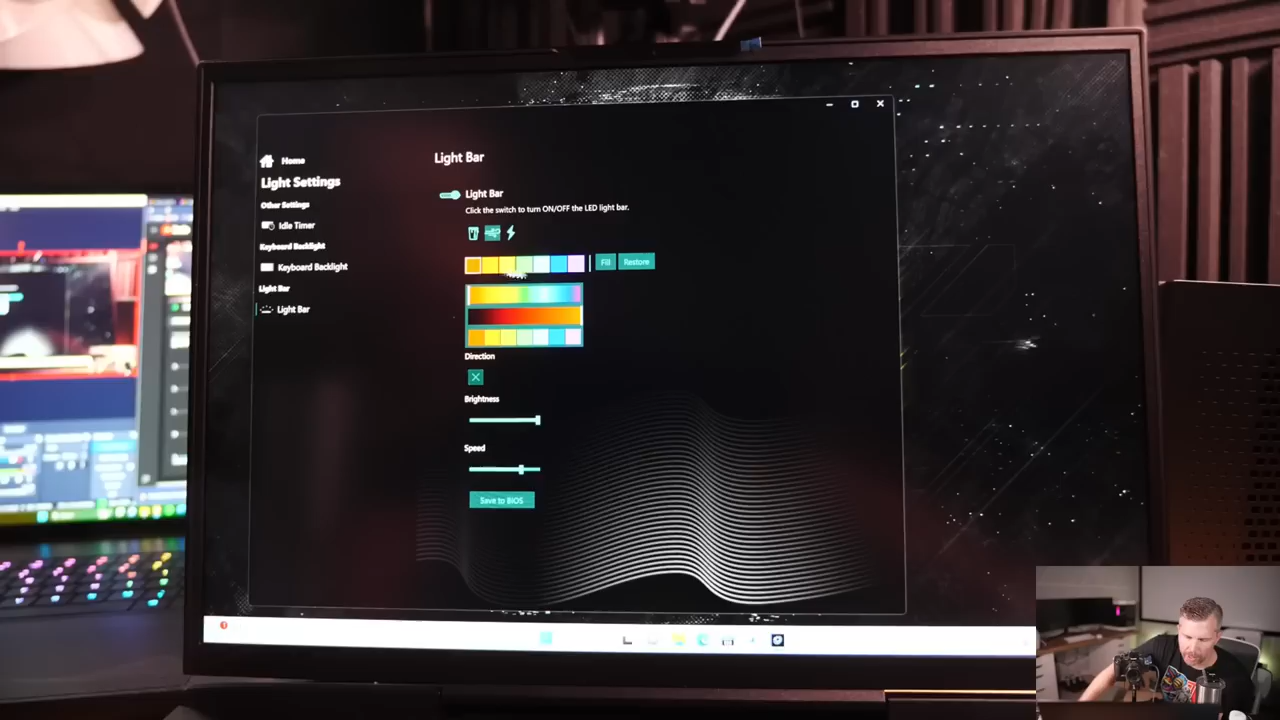 Home
Light Settings
Other Settings
Idle Timer
Keyboard Backlight
Keyboard Backlight
Light Bar
Light Bar
Light Bar
Light Bar
Click the switch to turn ON/OFF the LED light bar.
Fill
Restore
Direction
Brightness
Speed
Save to BIOS